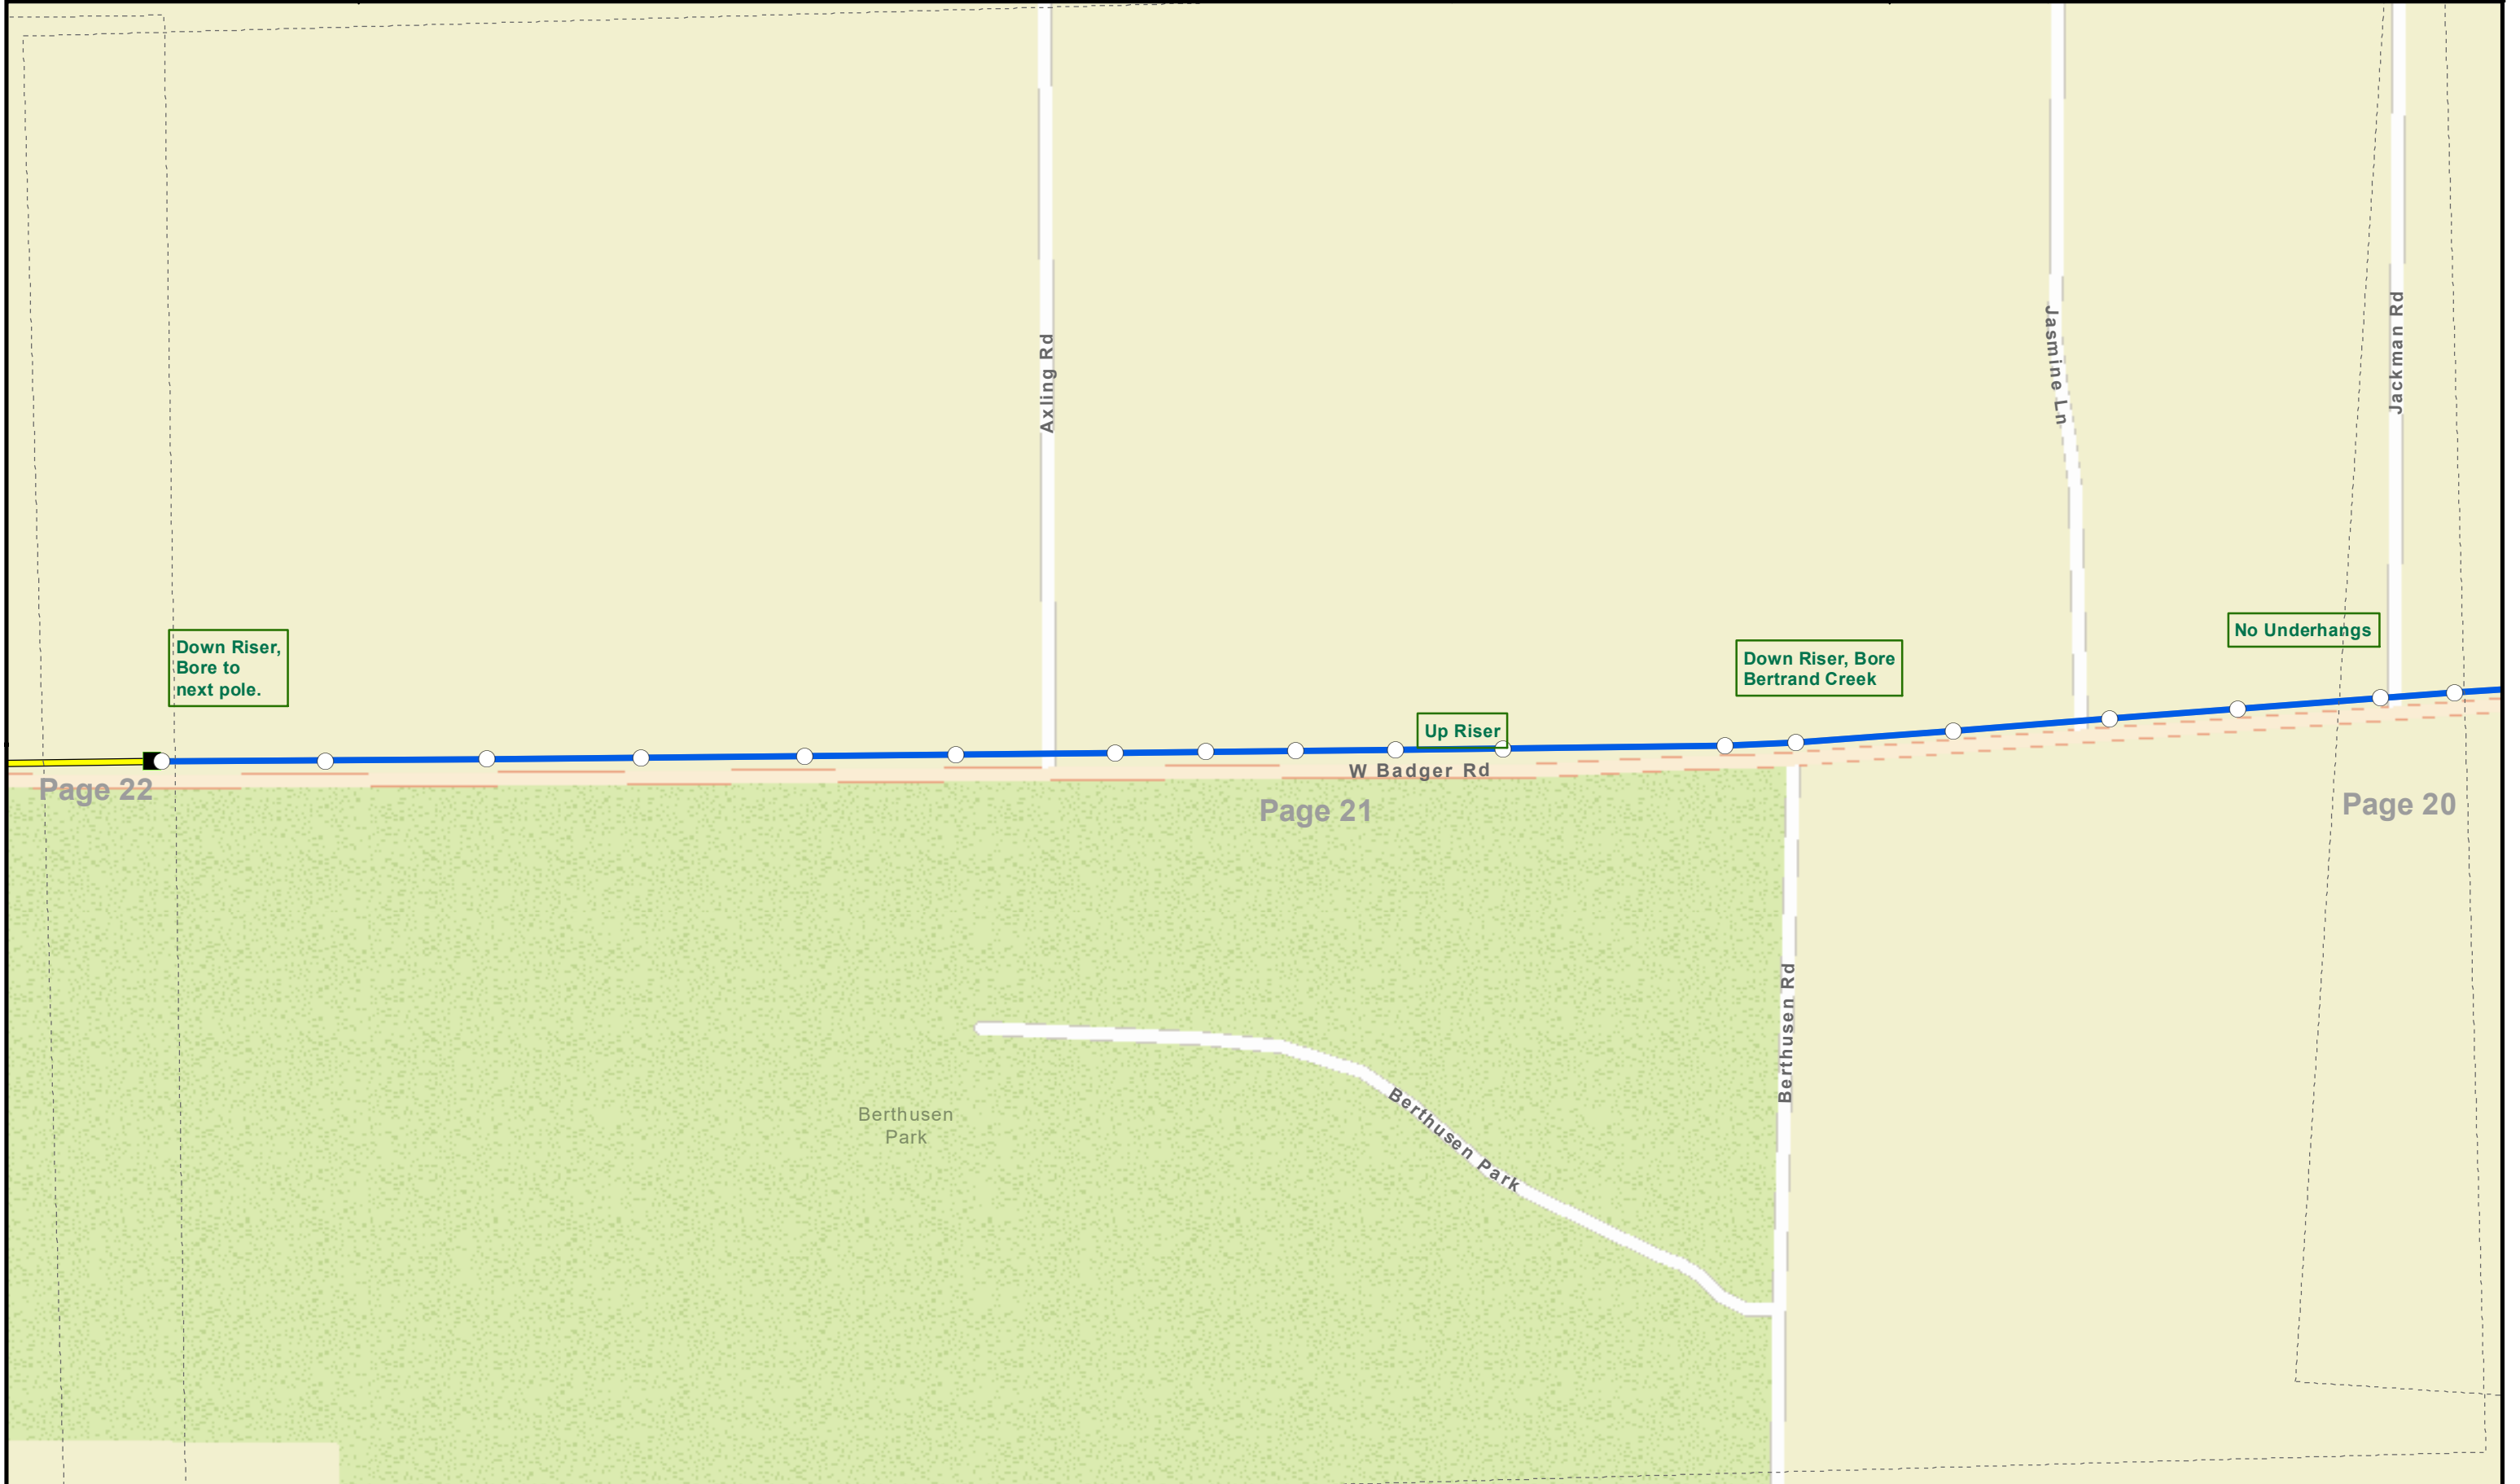 Axling Rd
Jasmine Ln
Jackman Rd
No Underhangs
Down Riser,
Bore to
next pole.
Down Riser, Bore
Bertrand Creek
Up Riser
W Badger Rd
Page 22
Page 21
Page 20
Berthusen Rd
Berthusen
Park
Berthusen Park